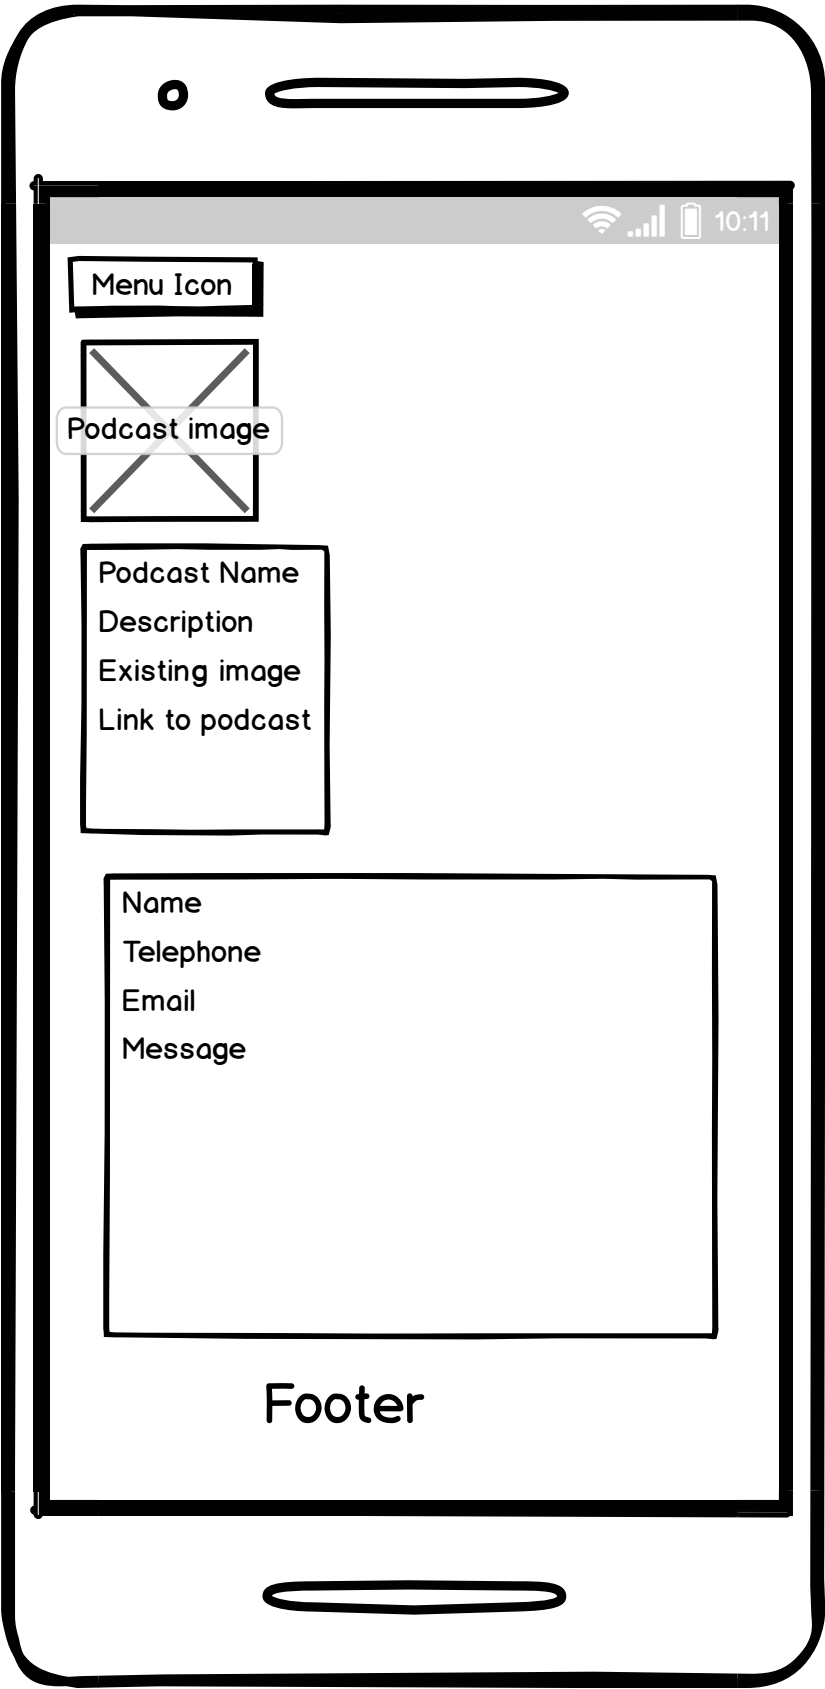 10:11
Menu Icon
Podcast image
Podcast Name
Description
Existing image
Link to podcast
Name
Telephone
Email
Message
Footer